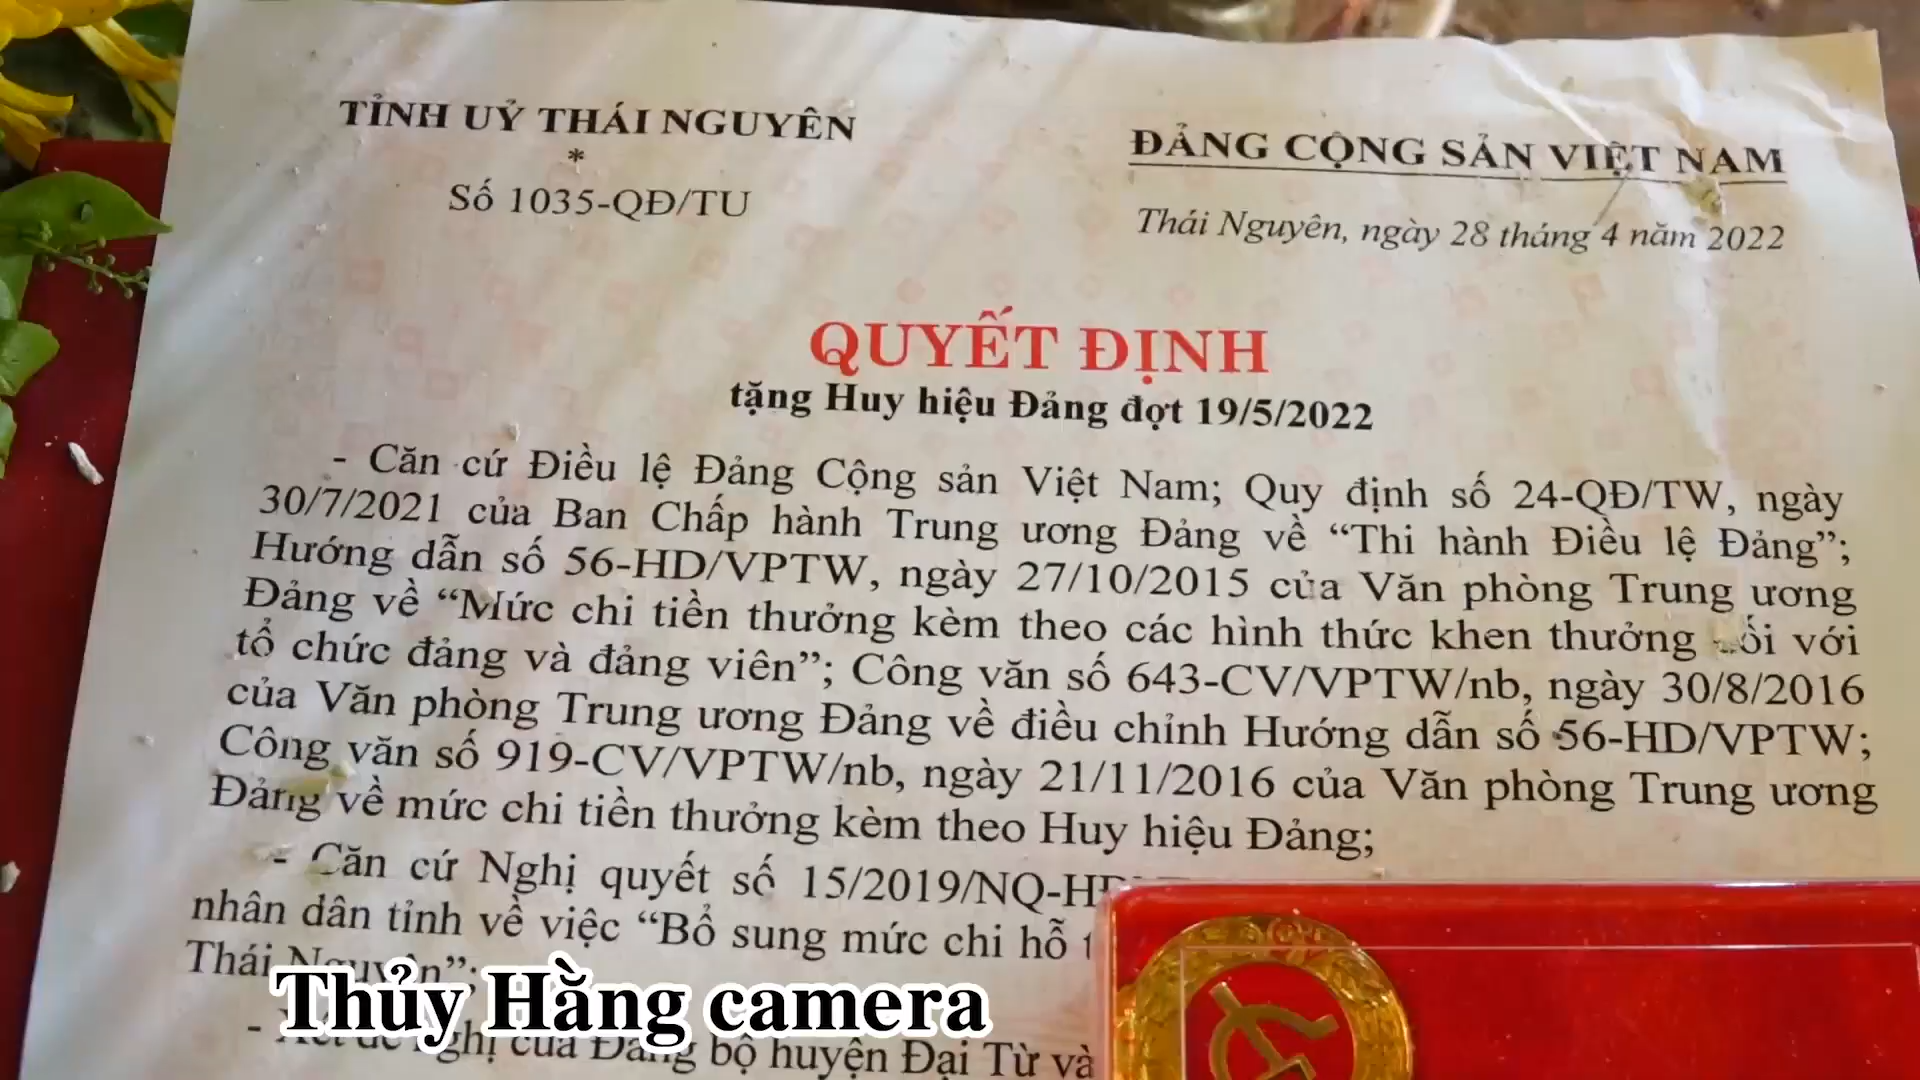 TỈNH UỶ THÁI NGUYÊN
*
Số 1035-QĐ/TU
ĐẢNG CỘNG SẢN VIỆT NAM
Thái Nguyên, ngày 28 tháng 4 năm 2022
QUYẾT ĐỊNH
tặng Huy hiệu Đảng đợt 19/5/2022
- Căn cứ Điều lệ Đảng Cộng sản Việt Nam; Quy định số 24-QĐ/TW, ngày
30/7/2021 của Ban Chấp hành Trung ương Đảng về “Thi hành Điều lệ Đảng”;
Hướng dẫn số 56-HD/VPTW, ngày 27/10/2015 của Văn phòng Trung ương
Đảng về “Mức chi tiền thưởng kèm theo các hình thức khen thưởng đối với
tổ chức đảng và đảng viên”; Công văn số 643-CV/VPTW/nb, ngày 30/8/2016
của Văn phòng Trung ương Đảng về điều chỉnh Hướng dẫn số 56-HD/VPTW;
Công văn số 919-CV/VPTW/nb, ngày 21/11/2016 của Văn phòng Trung ương
Đảng về mức chi tiền thưởng kèm theo Huy hiệu Đảng;
- Căn cứ Nghị quyết số 15/2019/NQ-H
nhân dân tỉnh về việc “Bổ sung mức chi hỗ
Thái Nguyên”;
- Xét đề nghị của Đảng bộ huyện Đại Từ và
Thủy Hằng camera